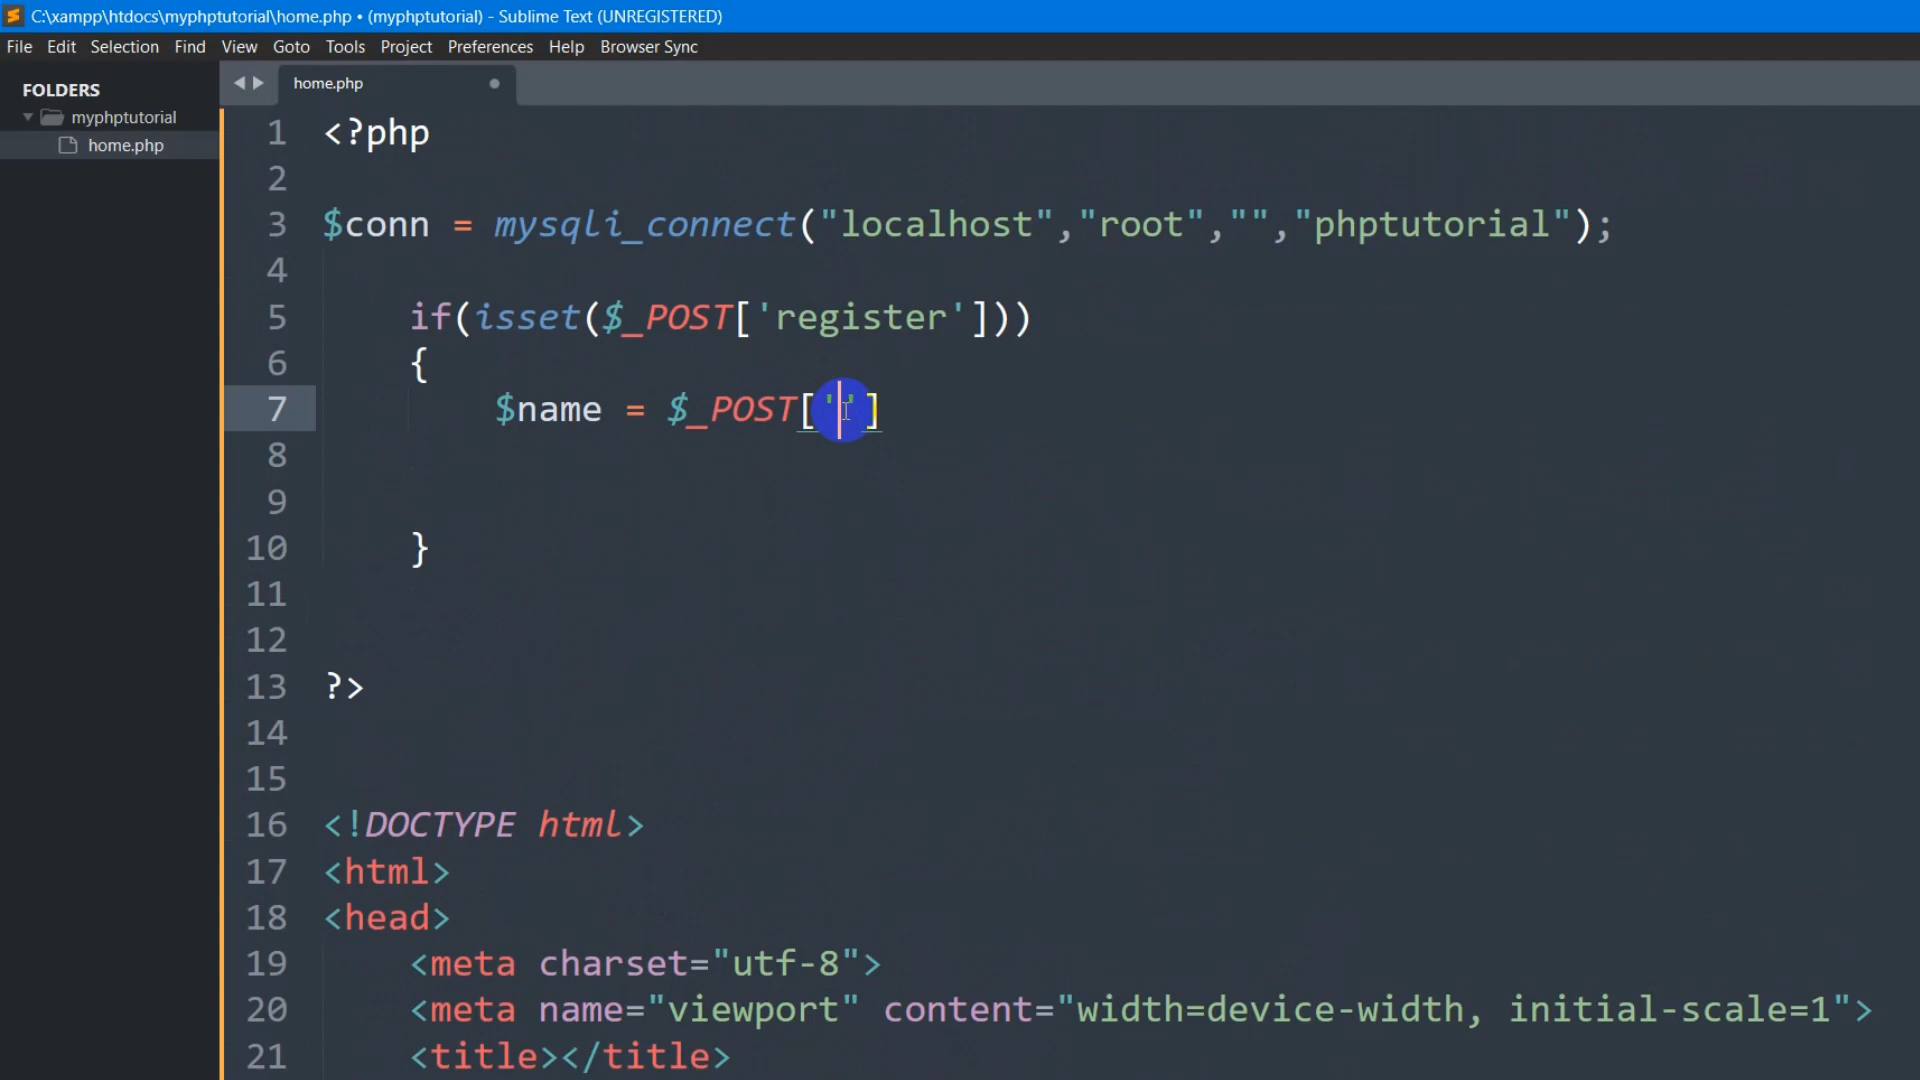 C:\xampp\htdocs\myphptutorial\home.php • (myphptutorial) - Sublime Text (UNREGISTERED)
File Edit Selection Find View Goto Tools Project Preferences Help Browser Sync
FOLDERS
myphptutorial
home.php
home.php
1 <?php
2
3 $conn = mysqli_connect("localhost","root","","phptutorial");
4
5 if(isset($_POST['register']))
6 {
7 $name = $_POST['']
8
9
10 }
11
12
13 ?>
14
15
16 <!DOCTYPE html>
17 <html>
18 <head>
19 <meta charset="utf-8">
20 <meta name="viewport" content="width=device-width, initial-scale=1">
21 <title></title>